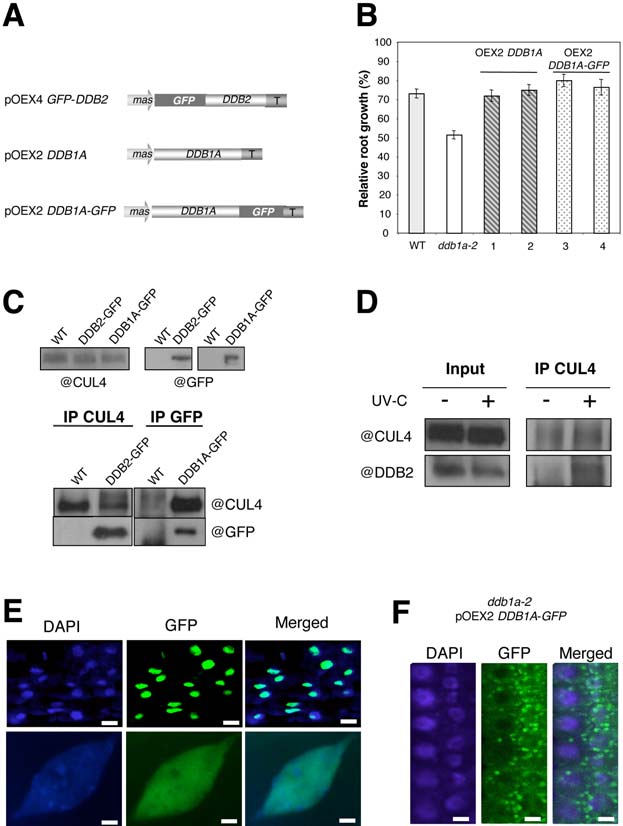 A
pOEX4 GFP-DDB2
mas GFP DDB2 T
pOEX2 DDB1A
mas DDB1A T
pOEX2 DDB1A-GFP
mas DDB1A GFP T
B
Relative root growth (%)
100
90
80
70
60
50
40
30
20
10
0
OEX2 DDB1A
OEX2
DDB1A-GFP
WT ddb1a-2 1 2 3 4
C
WT DDB2-GFP DDB1A-GFP
WT DDB2-GFP
WT DDB1A-GFP
@CUL4
@GFP
IP CUL4 IP GFP
WT DDB2-GFP WT DDB1A-GFP
@CUL4
@GFP
D
Input IP CUL4
UV-C - + - +
@CUL4
@DDB2
E
DAPI GFP Merged
F
ddb1a-2
pOEX2 DDB1A-GFP
DAPI GFP Merged